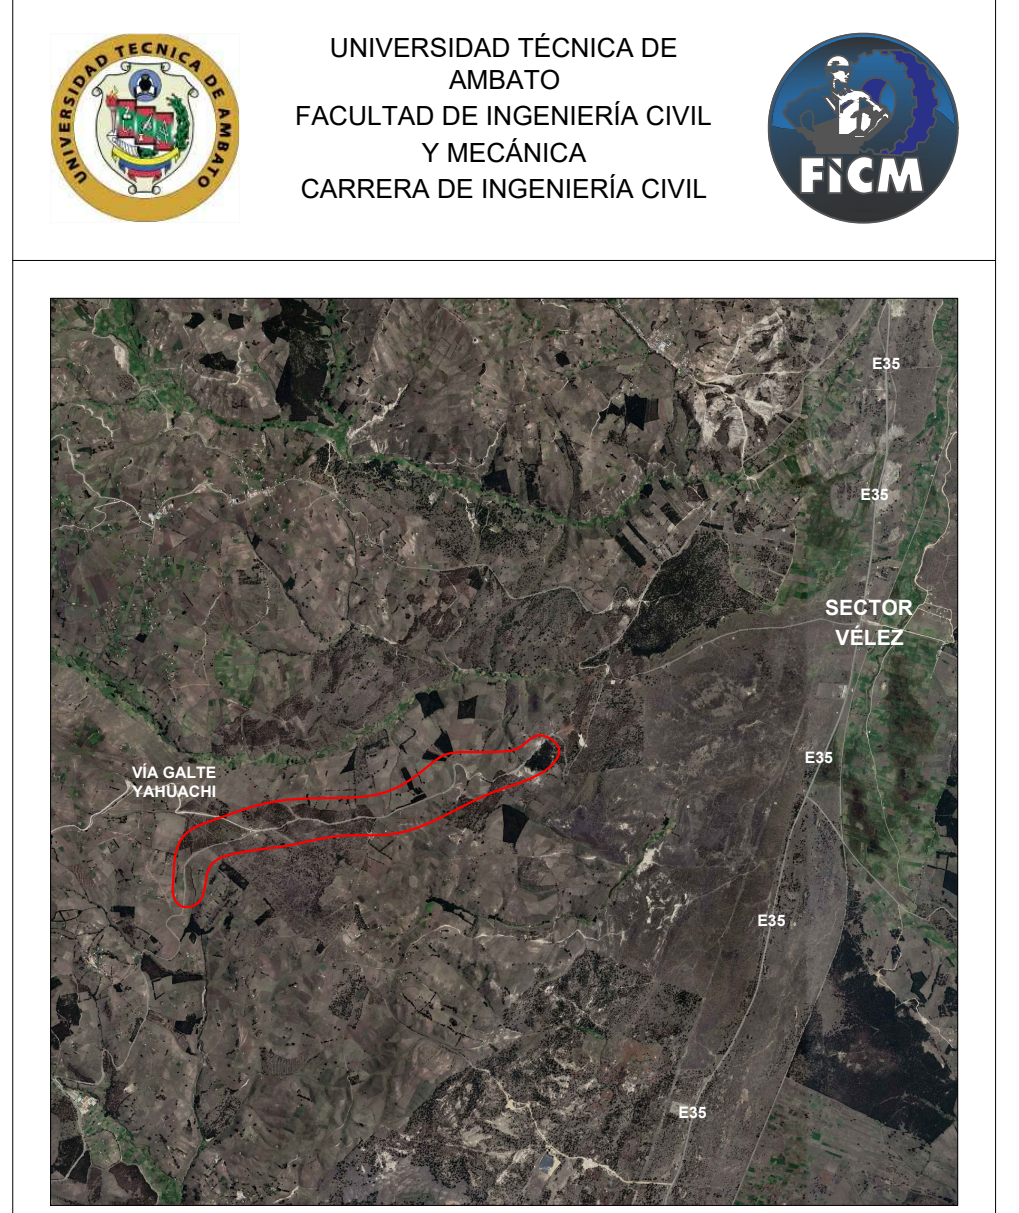 UNIVERSIDAD TECNICA DE AMBATO
UNIVERSIDAD TÉCNICA DE
AMBATO
FACULTAD DE INGENIERÍA CIVIL
Y MECÁNICA
CARRERA DE INGENIERÍA CIVIL
FiCM
E35
E35
SECTOR
VÉLEZ
E35
VÍA GALTE
YAHUACHI
E35
E35